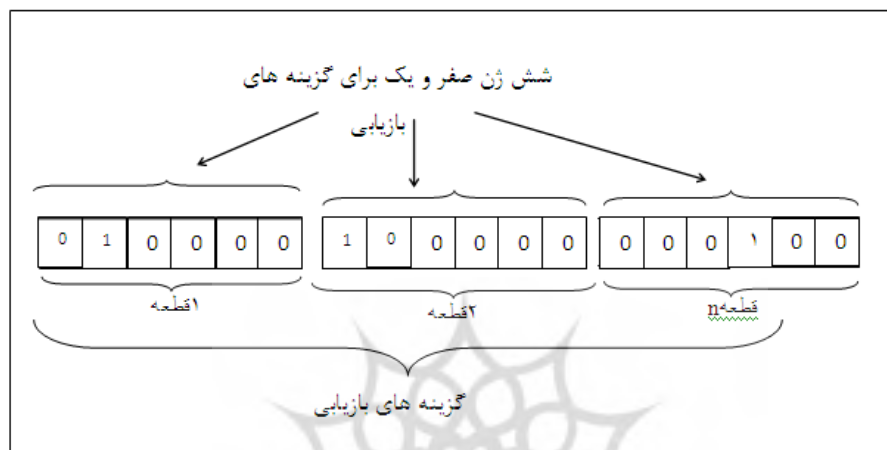 شش ژن صفر و یک برای گزینه های
بازیابی
0 1 0 0 0 0 1 0 0 0 0 0 0 0 0 ۱ 0 0
۱قطعه ۲قطعه قطعهn
گزینه های بازیابی